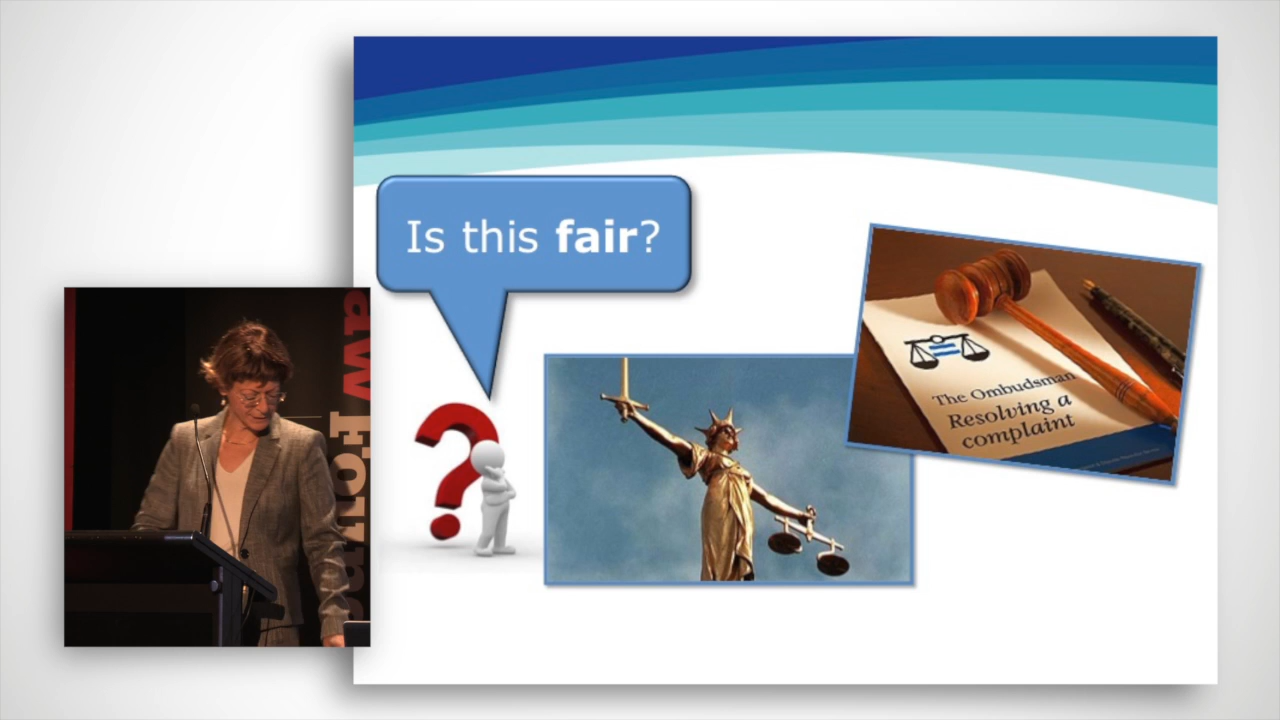 Is this fair?
The Ombudsman
Resolving a
complaint